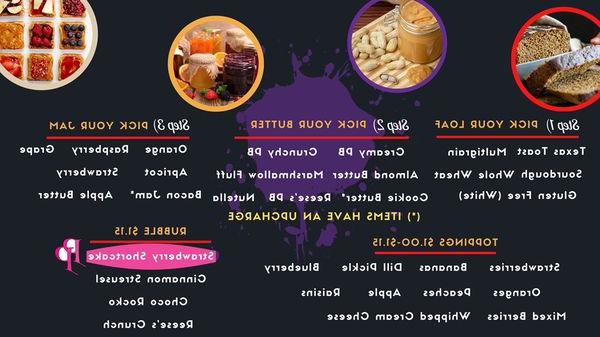 Step 1) PICK YOUR LOAF
Texas Toast Multigrain
Sourdough Whole Wheat
Gluten Free (White)
Step 2) PICK YOUR BUTTER
Creamy PB Crunchy PB
Almond Butter Marshmallow Fluff
Cookie Butter* Reese's PB Nutella
(*) ITEMS HAVE AN UPCHARGE
Step 3) PICK YOUR JAM
Orange Raspberry Grape
Apricot Strawberry
Bacon Jam* Apple Butter
TOPPINGS $1.00-$1.15
Strawberries Bananas Dill Pickle Blueberry
Oranges Peaches Apple Raisins
Mixed Berries Whipped Cream Cheese
RUBBLE $1.15
Strawberry Shortcake
Cinnamon Streusel
Choco Rocko
Reese's Crunch